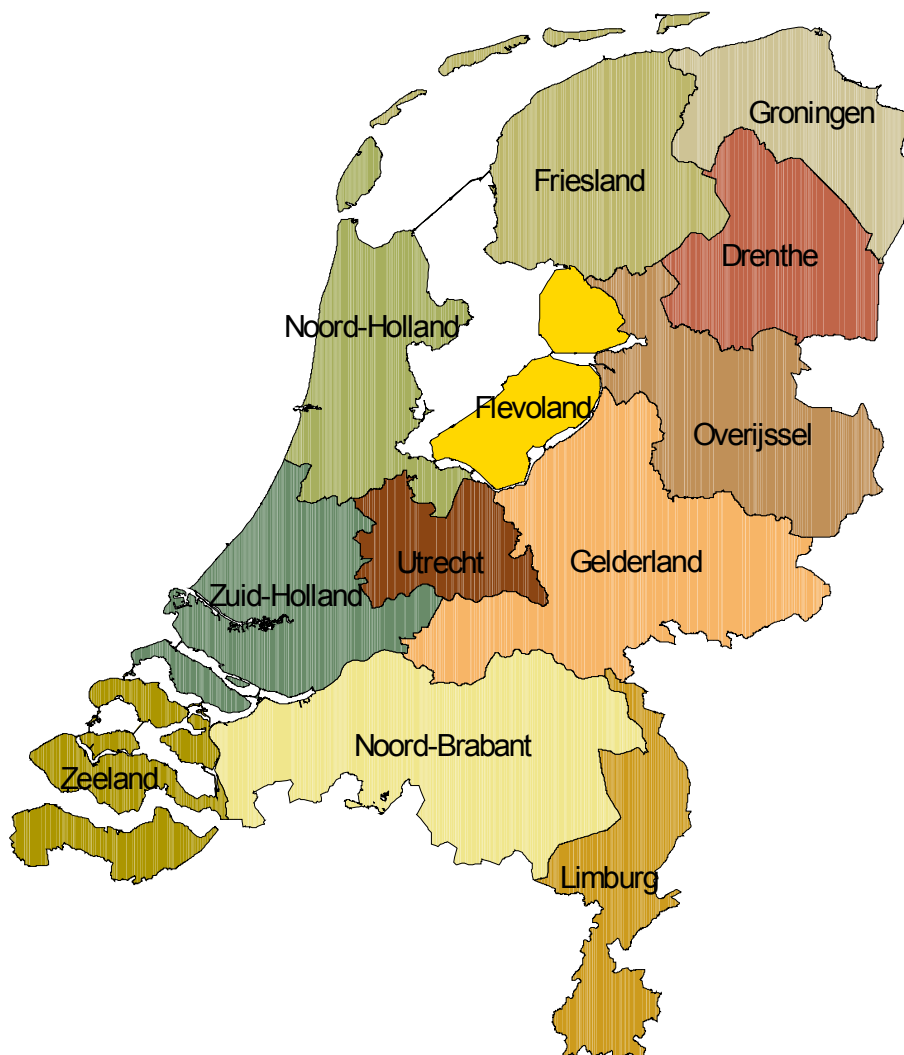 Groningen
Friesland
Drenthe
Noord-Holland
Flevoland
Overijssel
Utrecht
Gelderland
Zuid-Holland
Noord-Brabant
Zeeland
Limburg